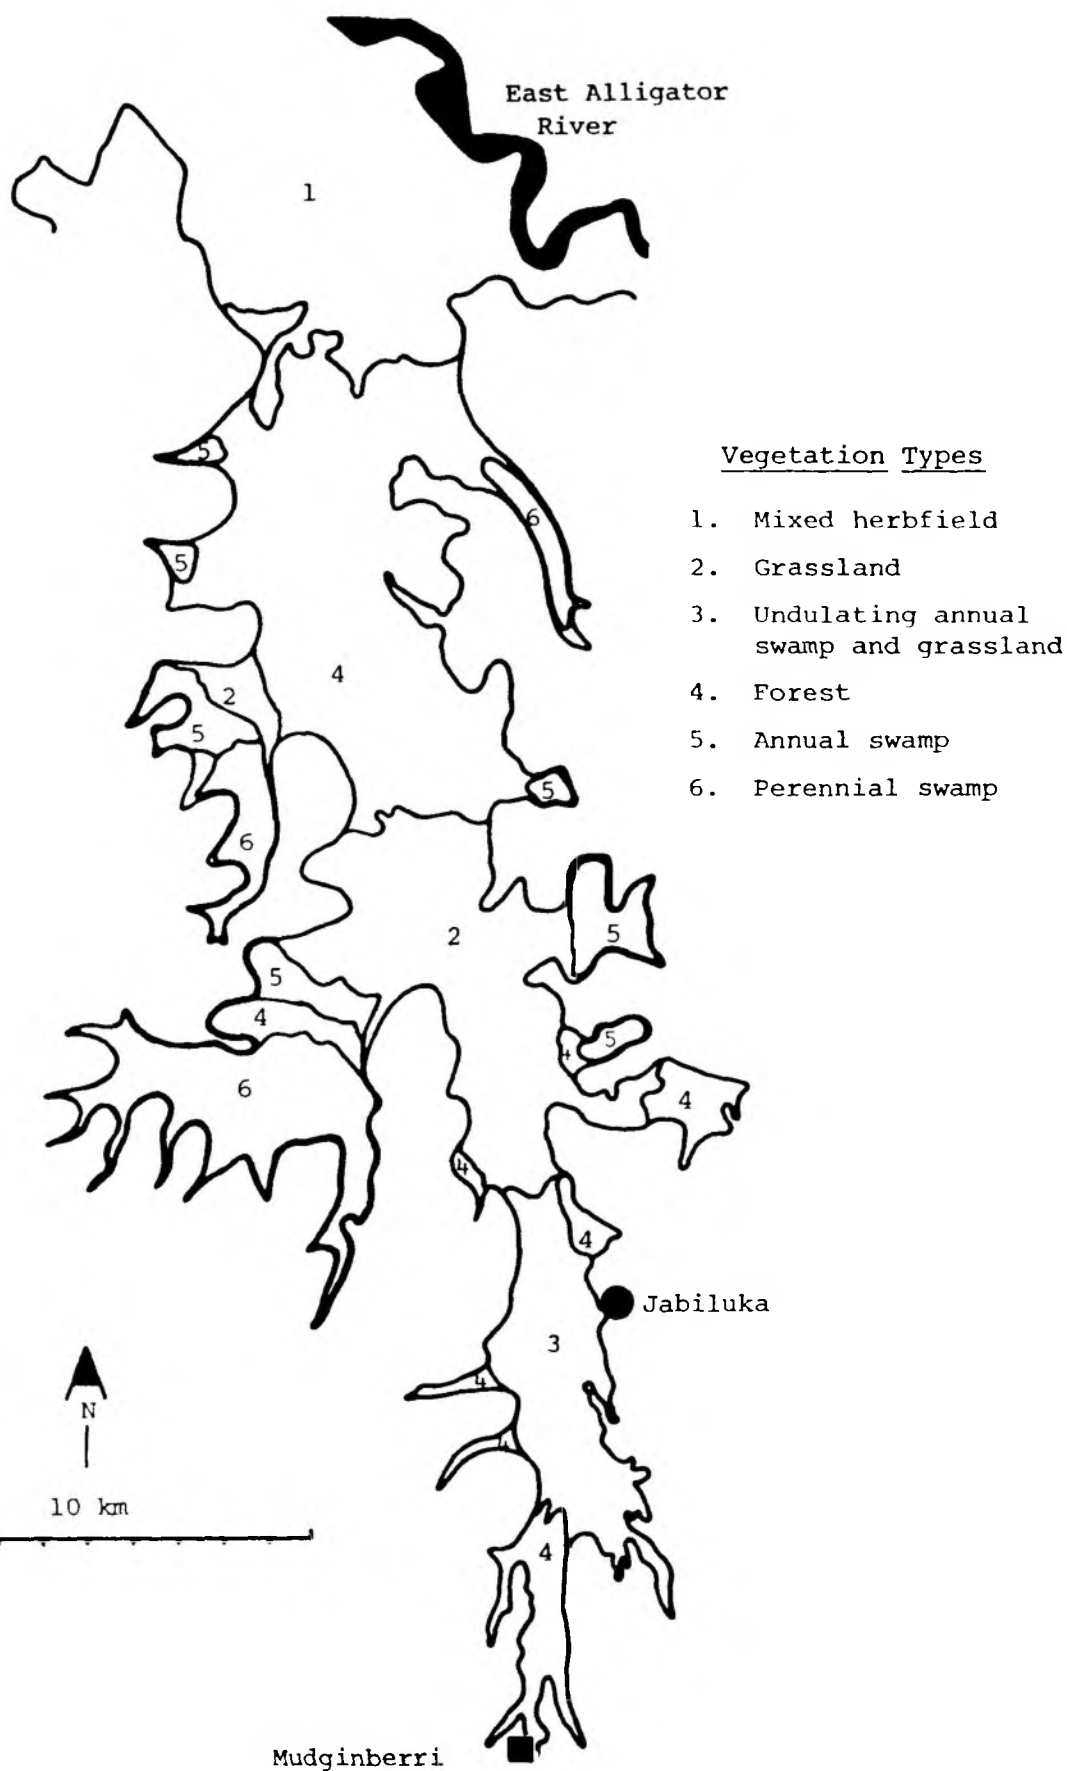 East Alligator
River
1
5
6
5
4
2
5
5
6
2
5
5
4
5
4
6
4
4
4
Jabiluka
3
4
4
4
N
10 km
Mudginberri
Vegetation Types
1. Mixed herbfield
2. Grassland
3. Undulating annual
swamp and grassland
4. Forest
5. Annual swamp
6. Perennial swamp